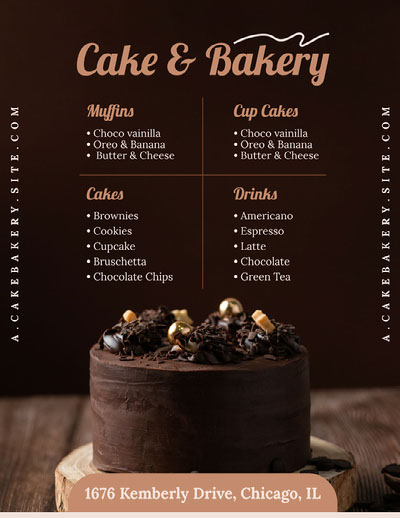 Cake & Bakery
Muffins
• Choco vainilla
• Oreo & Banana
• Butter & Cheese
Cup Cakes
• Choco vainilla
• Oreo & Banana
• Butter & Cheese
Cakes
• Brownies
• Cookies
• Cupcake
• Bruschetta
• Chocolate Chips
Drinks
• Americano
• Espresso
• Latte
• Chocolate
• Green Tea
A.CAKEBAKERY.SITE.COM
A.CAKEBAKERY.SITE.COM
1676 Kemberly Drive, Chicago, IL